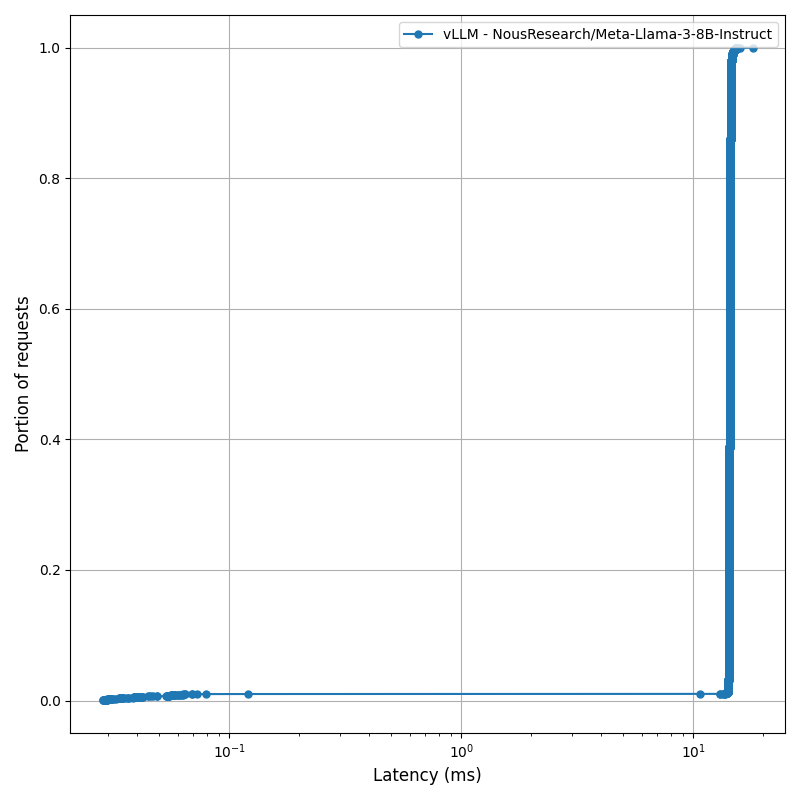 vLLM - NousResearch/Meta-Llama-3-8B-Instruct
1.0
0.8
0.6
0.4
0.2
0.0
Portion of requests
10⁻¹ 10⁰ 10¹
Latency (ms)